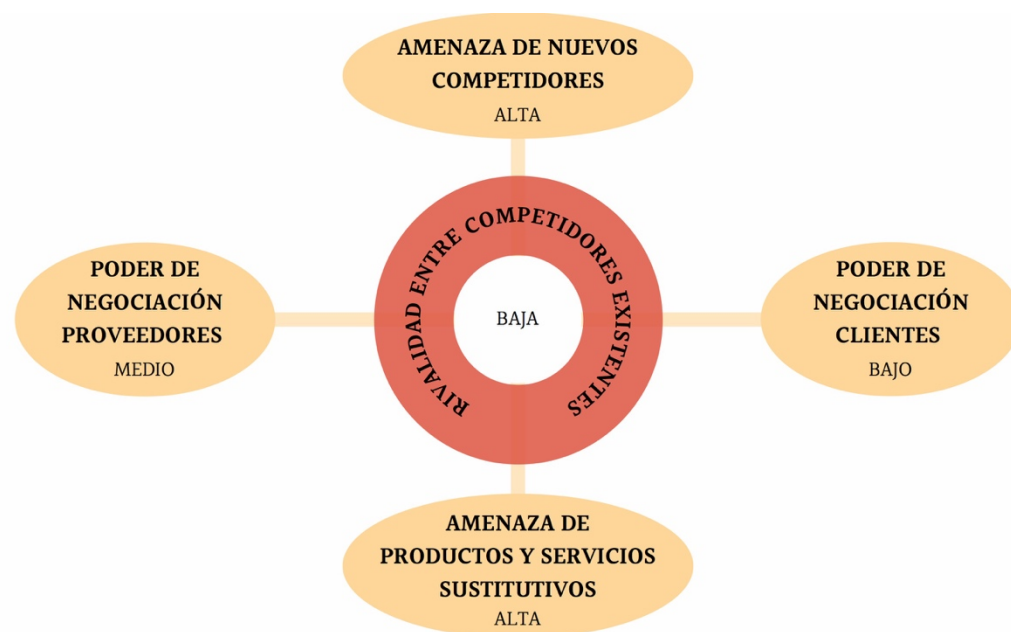 AMENAZA DE NUEVOS
COMPETIDORES
ALTA
PODER DE
NEGOCIACIÓN
PROVEEDORES
MEDIO
RIVALIDAD ENTRE COMPETIDORES EXISTENTES
BAJA
PODER DE
NEGOCIACIÓN
CLIENTES
BAJO
AMENAZA DE
PRODUCTOS Y SERVICIOS
SUSTITUTIVOS
ALTA